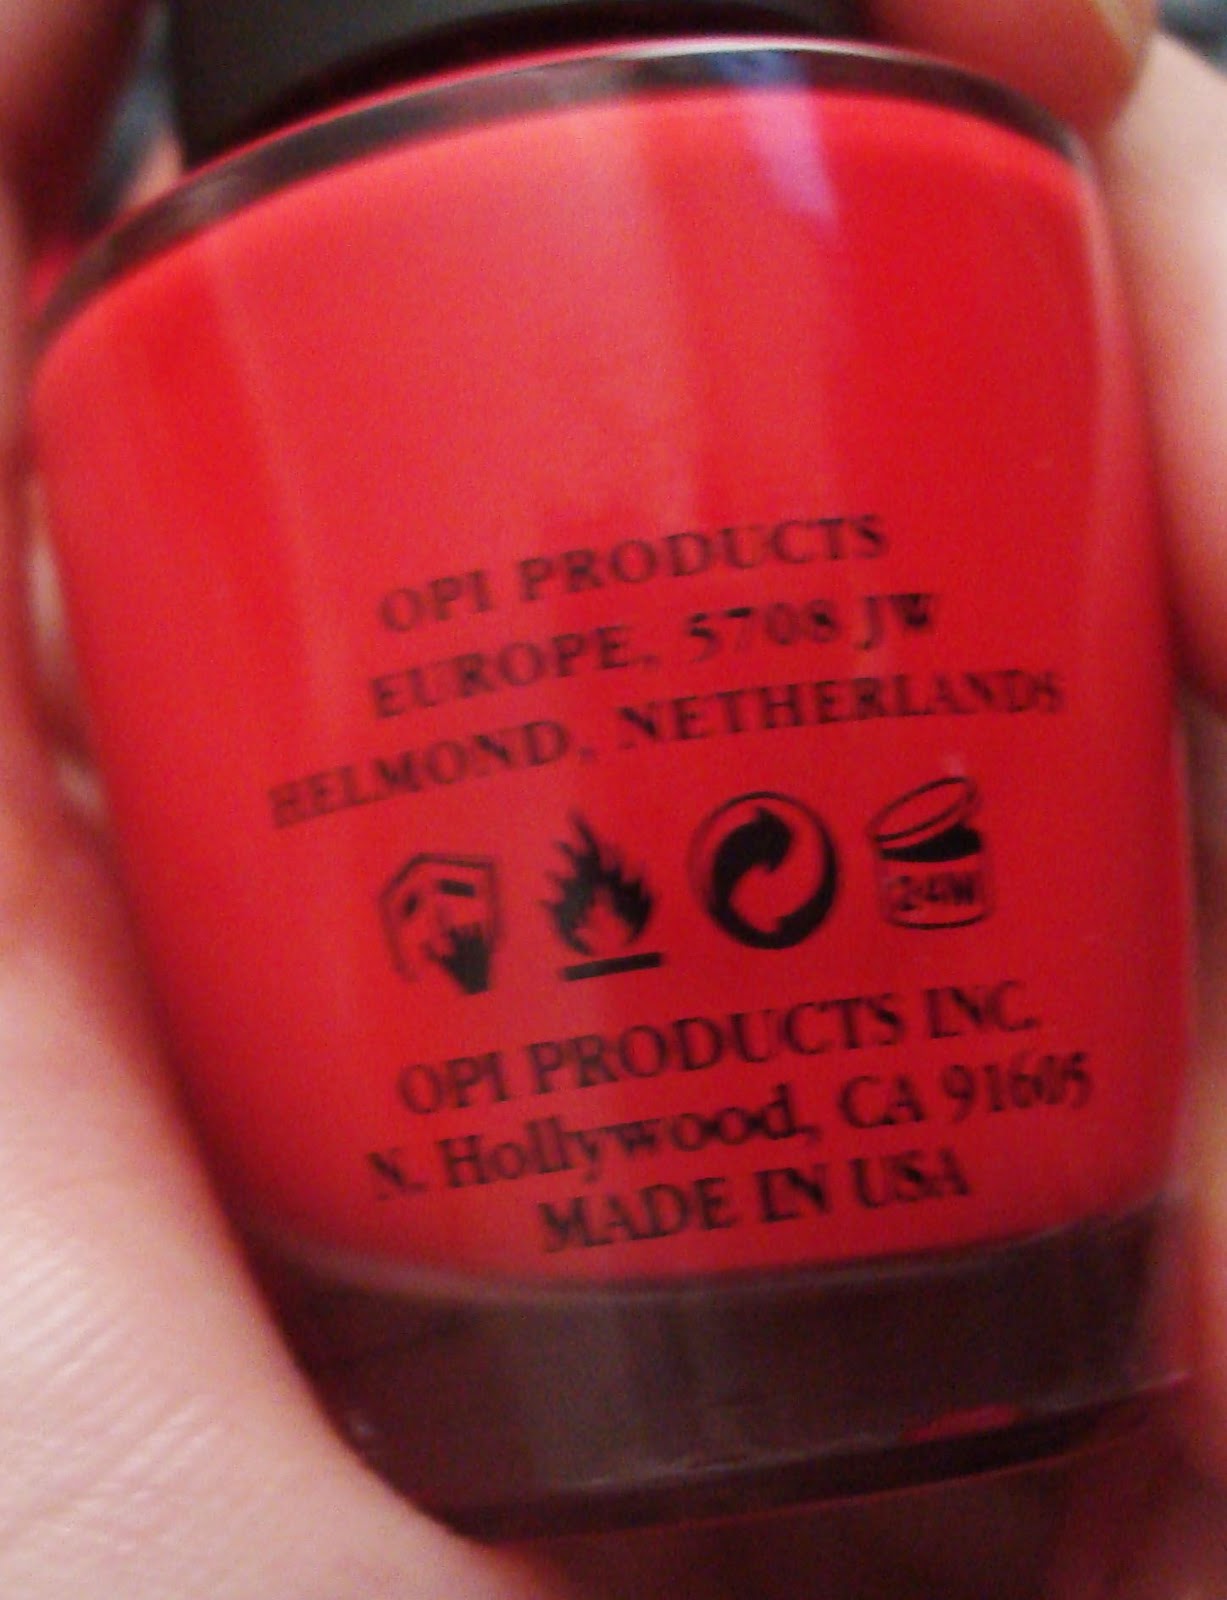 OPI PRODUCTS
EUROPE, 5708 JW
HELMOND, NETHERLANDS
24M
OPI PRODUCTS INC.
N. Hollywood, CA 91605
MADE IN USA